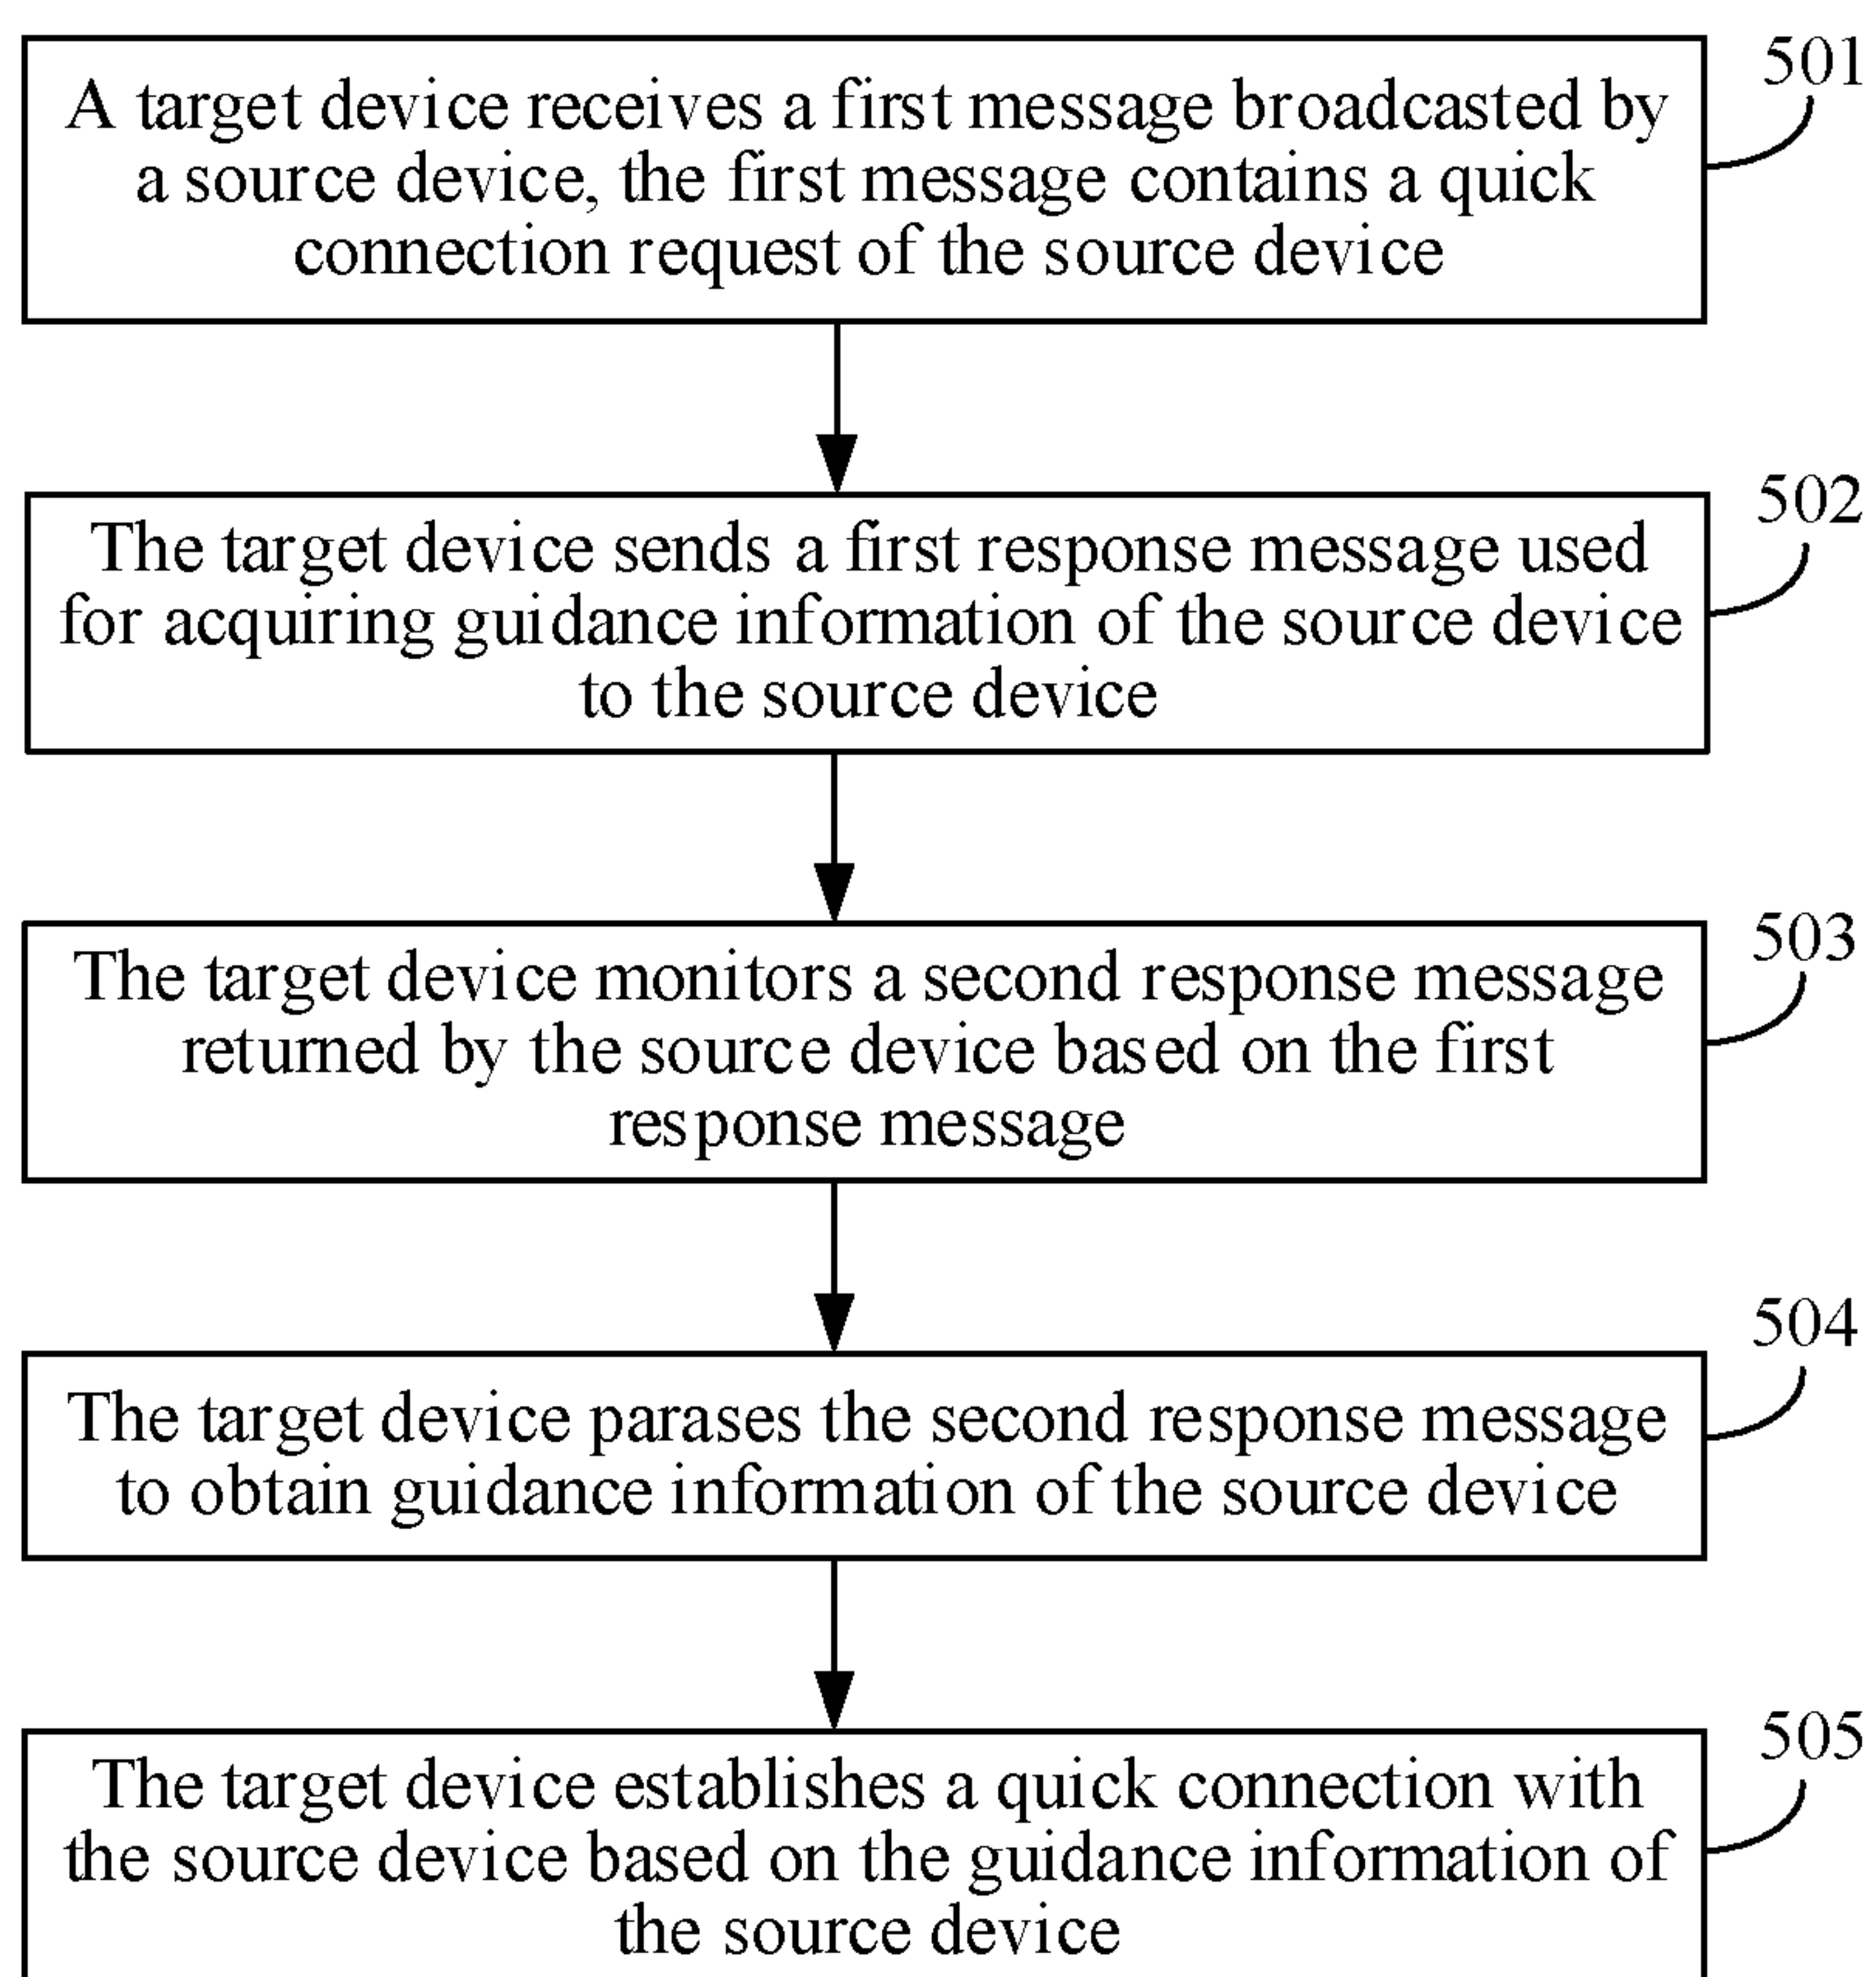 501
A target device receives a first message broadcasted by
a source device, the first message contains a quick
connection request of the source device
502
The target device sends a first response message used
for acquiring guidance information of the source device
to the source device
503
The target device monitors a second response message
returned by the source device based on the first
response message
504
The target device parases the second response message
to obtain guidance information of the source device
505
The target device establishes a quick connection with
the source device based on the guidance information of
the source device